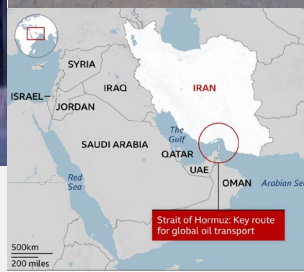 SYRIA
IRAN
IRAQ
ISRAEL
JORDAN
The
Gulf
SAUDI ARABIA
QATAR
UAE
Red
Sea
OMAN
Arabian Sea
Strait of Hormuz: Key route
for global oil transport
500km
200 miles